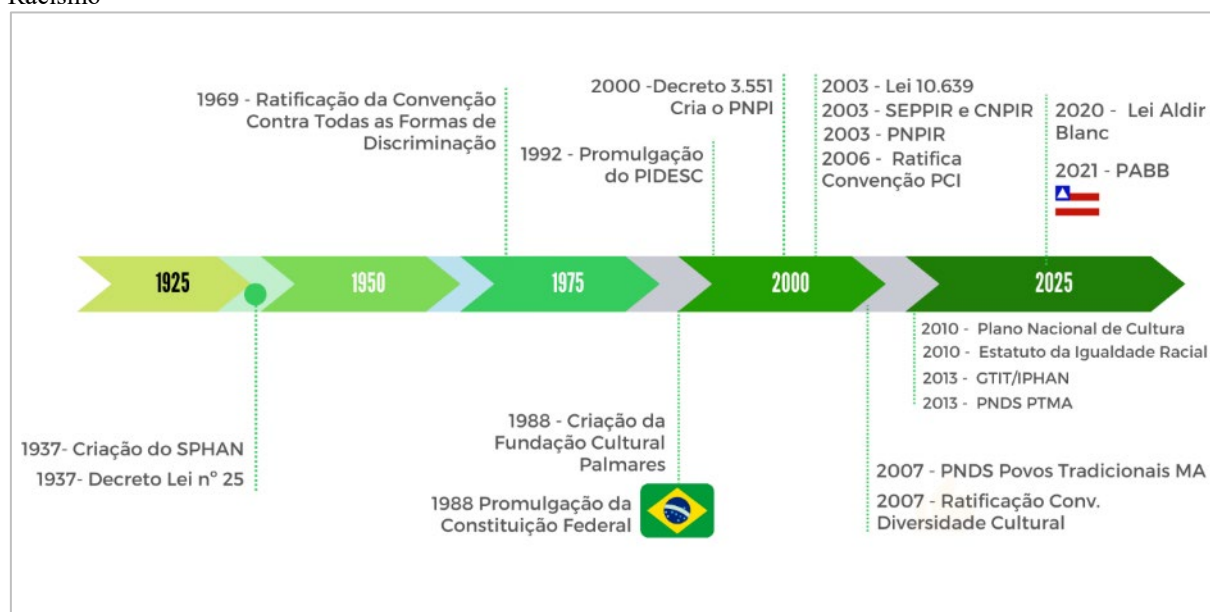 Racismo
1969 - Ratificação da Convenção
Contra Todas as Formas de
Discriminação
1992 - Promulgação
do PIDESC
2000 -Decreto 3.551
Cria o PNPI
2003 - Lei 10.639
2003 - SEPPIR e CNPIR
2003 - PNPIR
2006 - Ratifica
Convenção PCI
2020 - Lei Aldir
Blanc
2021 - PABB
1925
1950
1975
2000
2025
1937- Criação do SPHAN
1937- Decreto Lei nº 25
1988 - Criação da
Fundação Cultural
Palmares
1988 Promulgação da
Constituição Federal
2007 - PNDS Povos Tradicionais MA
2007 - Ratificação Conv.
Diversidade Cultural
2010 - Plano Nacional de Cultura
2010 - Estatuto da Igualdade Racial
2013 - GTIT/IPHAN
2013 - PNDS PTMA